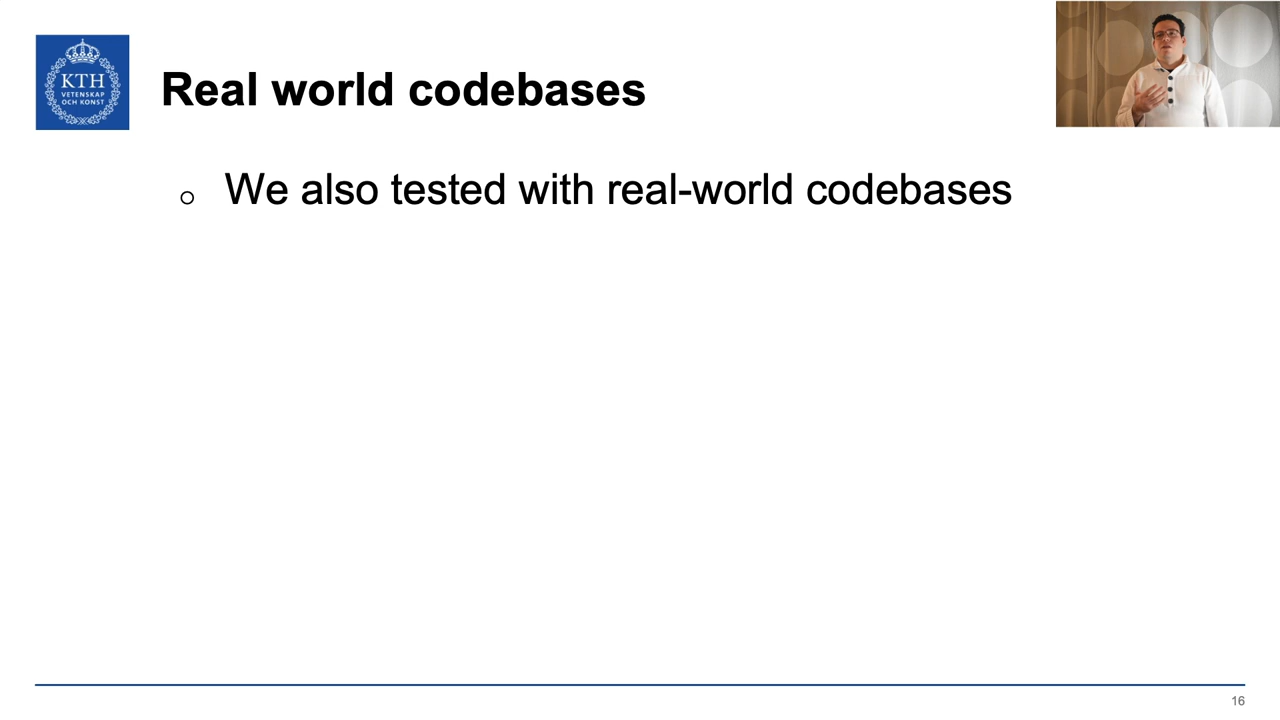 KTH
VETENSKAP
OCH KONST
Real world codebases
We also tested with real-world codebases
16